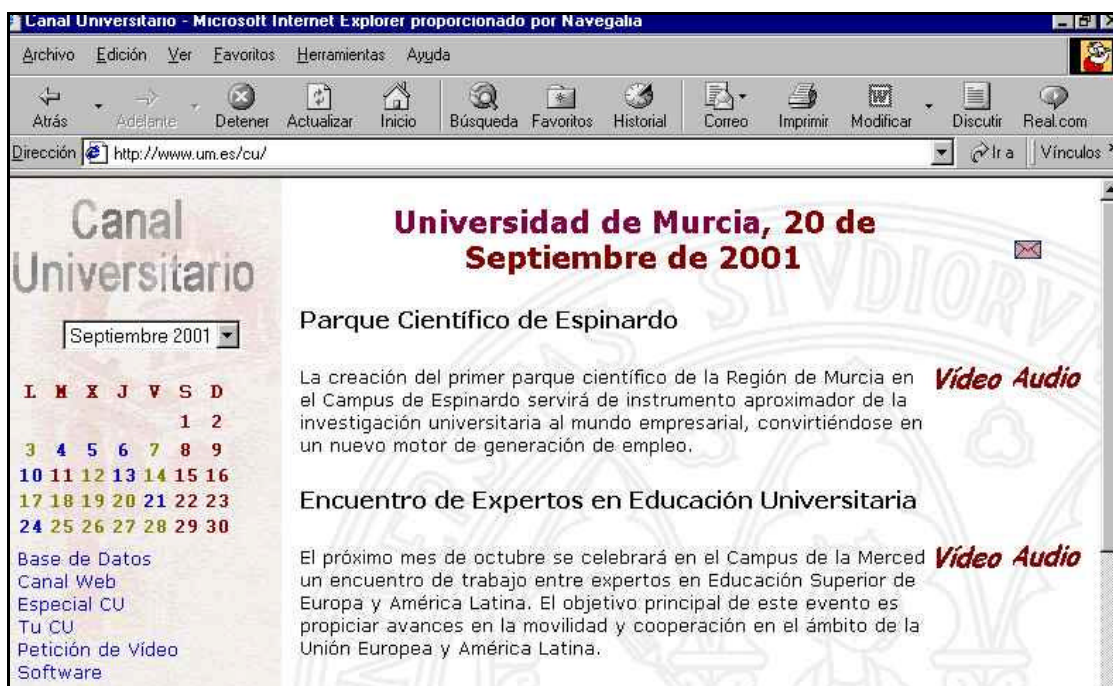 Canal Universitario - Microsoft Internet Explorer proporcionado por Navegalia
Archivo Edición Ver Favoritos Herramientas Ayuda
Atrás Adelante Detener Actualizar Inicio Búsqueda Favoritos Historial Correo Imprimir Modificar Discutir Real.com
Dirección http://www.um.es/cu/ Ir a Vínculos
Canal
Universitario
Septiembre 2001
L M X J V S D
1 2
3 4 5 6 7 8 9
10 11 12 13 14 15 16
17 18 19 20 21 22 23
24 25 26 27 28 29 30
Base de Datos
Canal Web
Especial CU
Tu CU
Petición de Vídeo
Software
Universidad de Murcia, 20 de
Septiembre de 2001
Parque Científico de Espinardo
La creación del primer parque científico de la Región de Murcia en
el Campus de Espinardo servirá de instrumento aproximador de la
investigación universitaria al mundo empresarial, convirtiéndose en
un nuevo motor de generación de empleo.
Vídeo Audio
Encuentro de Expertos en Educación Universitaria
El próximo mes de octubre se celebrará en el Campus de la Merced
un encuentro de trabajo entre expertos en Educación Superior de
Europa y América Latina. El objetivo principal de este evento es
propiciar avances en la movilidad y cooperación en el ámbito de la
Unión Europea y América Latina.
Vídeo Audio